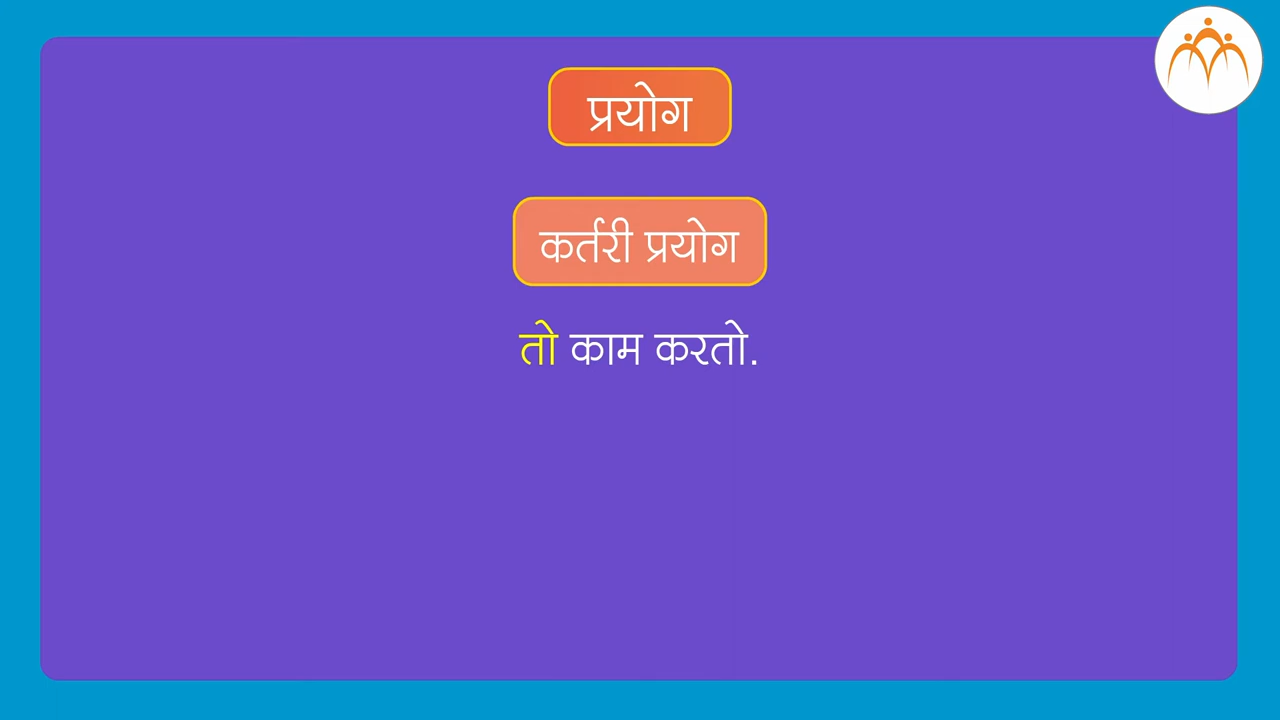 प्रयोग
कर्तरी प्रयोग
तो काम करतो.